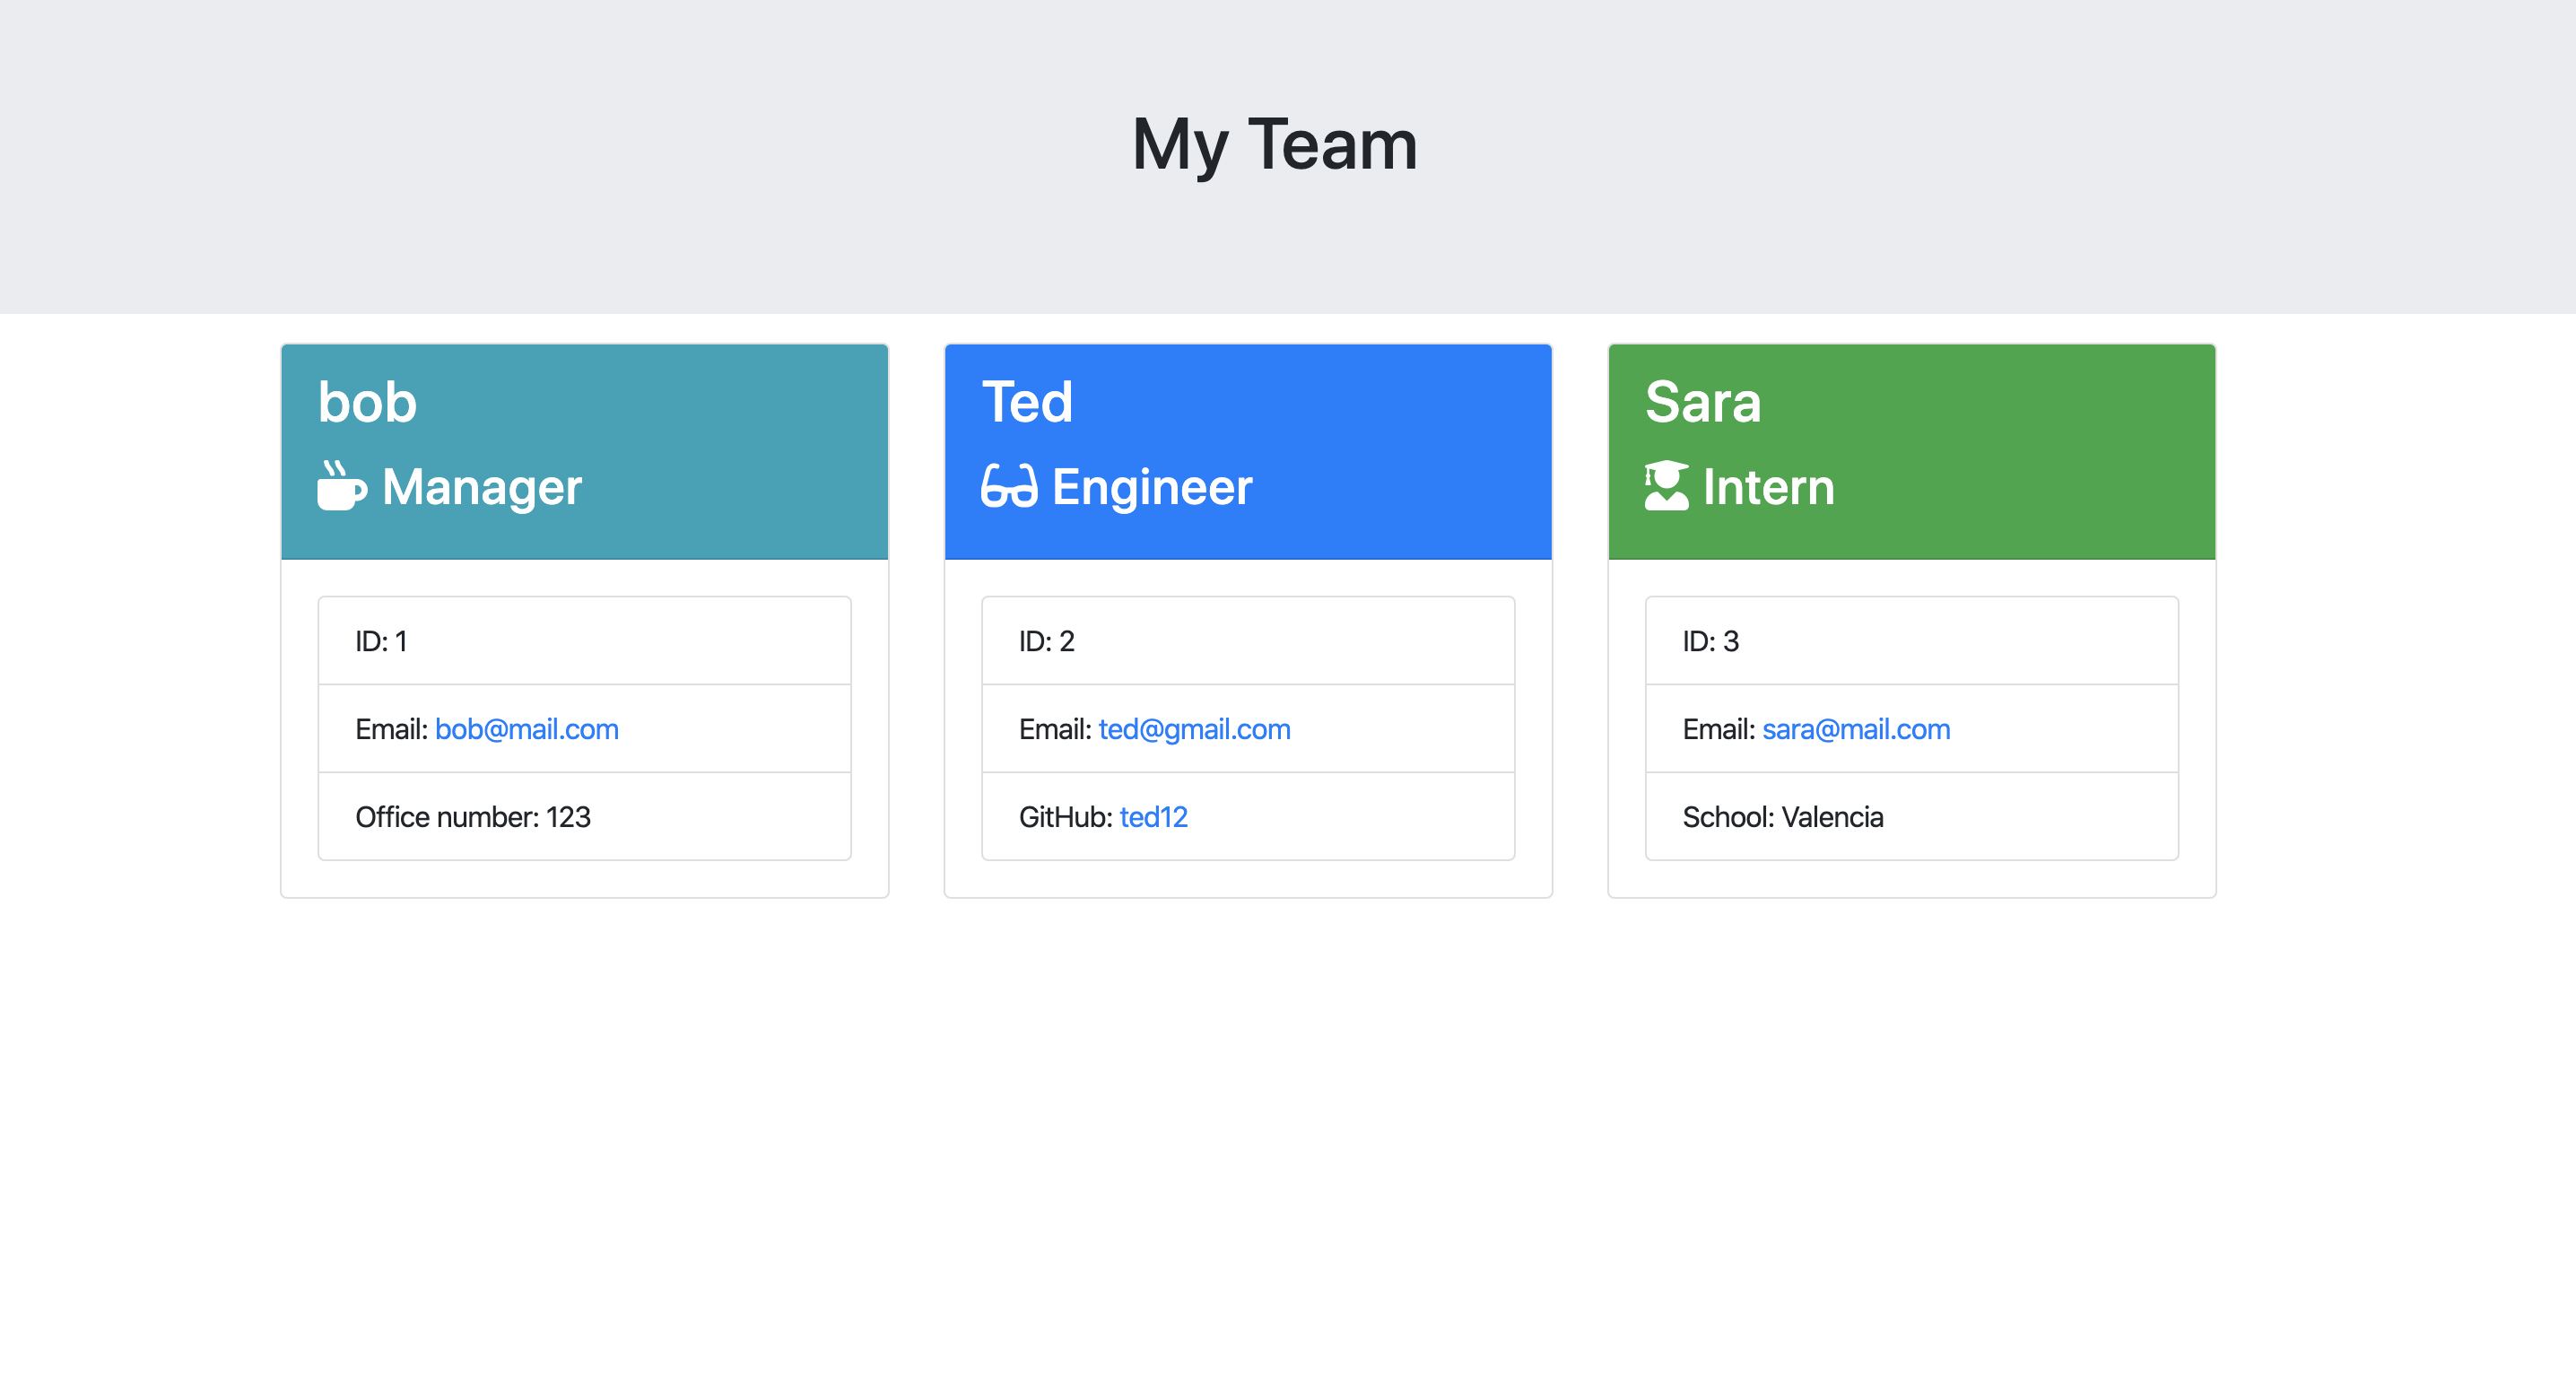 My Team
bob
Manager
ID: 1
Email: bob@mail.com
Office number: 123
Ted
Engineer
ID: 2
Email: ted@gmail.com
GitHub: ted12
Sara
Intern
ID: 3
Email: sara@mail.com
School: Valencia